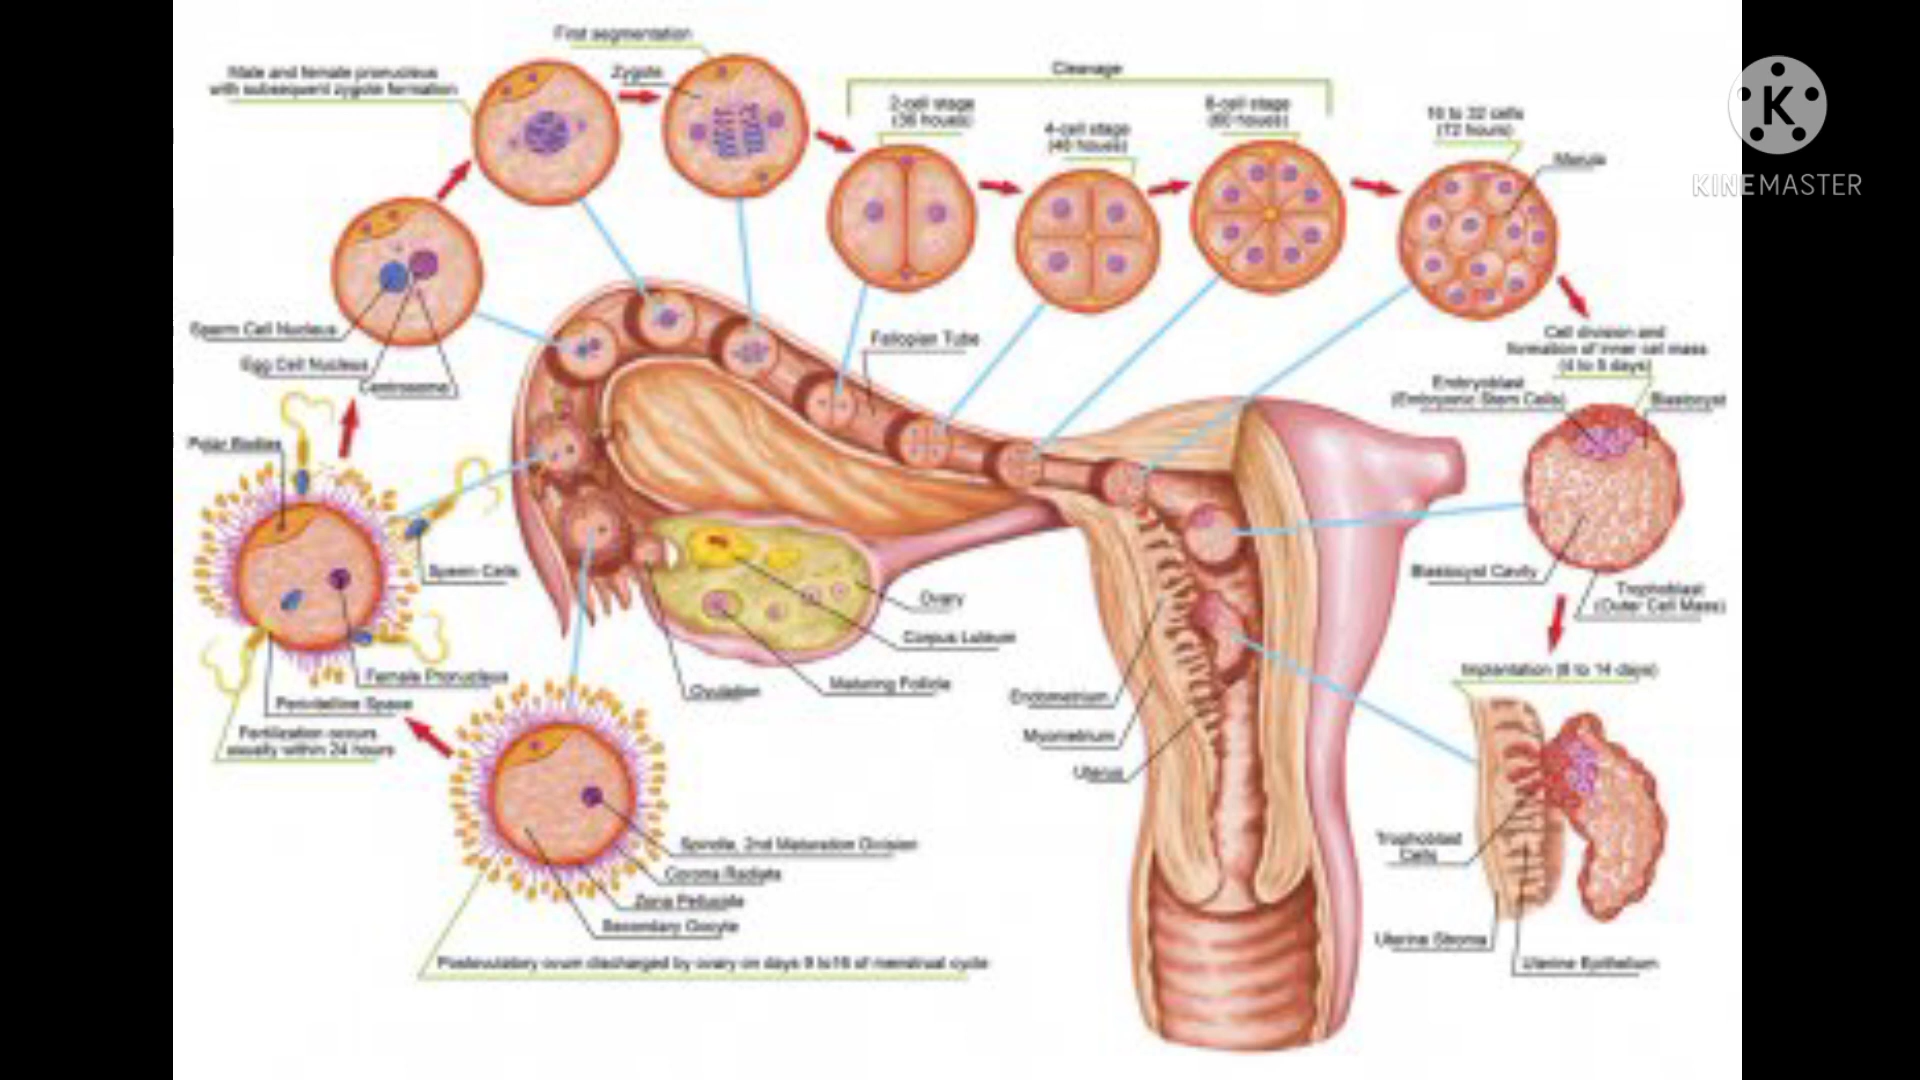 First segmentation
Male and female pronucleus
with subsequent zygote formation
Zygote
Cleanage
2-cell stage
(36 houes)
4-cell stage
(46 houes)
8-cell stage
(60 houes)
16 to 32 cells
(72 hours)
Morula
KINEMASTER
Sperm Cell Nucleus
Egg Cell Nucleus
Centrosome
Fallopian Tube
Cell division and
formation of inner cell mass
(4 to 5 days)
Embryoblast
(Embryonic Stem Cells)
Blastocyst
Polar Bodies
Sperm Cells
Blastocyst Cavity
Trophoblast
(Outer Cell Mass)
Ovary
Corpus Luteum
Female Pronucleus
Perivitelline Space
Fertilization occurs
usually within 24 hours
Ovulation
Maturing Follicle
Endometrium
Myometrium
Uterus
Implantation (8 to 14 days)
Spindle, 2nd Maturation Division
Corona Radiata
Zona Pellucida
Secondary Oocyte
Postovulatory ovum discharged by ovary on days 9 to 16 of menstrual cycle
Trophoblast
Cells
Uterine Stroma
Uterine Epithelium